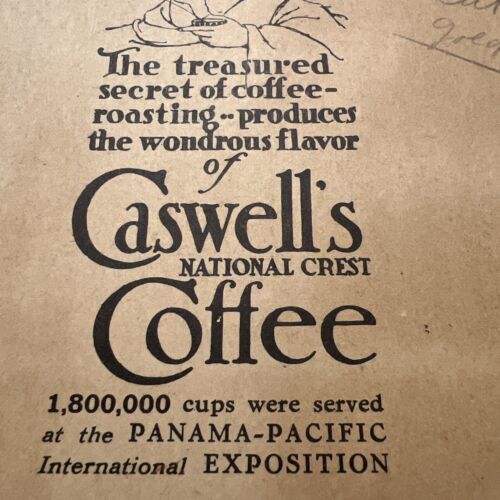 The treasured
secret of coffee-
roasting--produces
the wondrous flavor
of
Caswell's
NATIONAL CREST
Coffee
1,800,000 cups were served
at the PANAMA-PACIFIC
International EXPOSITION